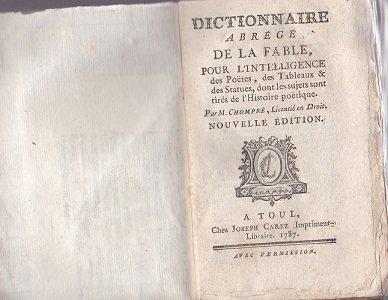 DICTIONNAIRE
ABRÉGÉ
DE LA FABLE,
POUR L'INTELLIGENCE
des Poëtes, des Tableaux &
des Statues, dont les sujets sont
tirés de l'Histoire poëtique.
Par M. CHOMPRÉ, Licentié en Droit.
NOUVELLE ÉDITION.
A TOUL,
Chez JOSEPH CAREZ Imprimeur-
Libraire. 1787.
AVEC PERMISSION.